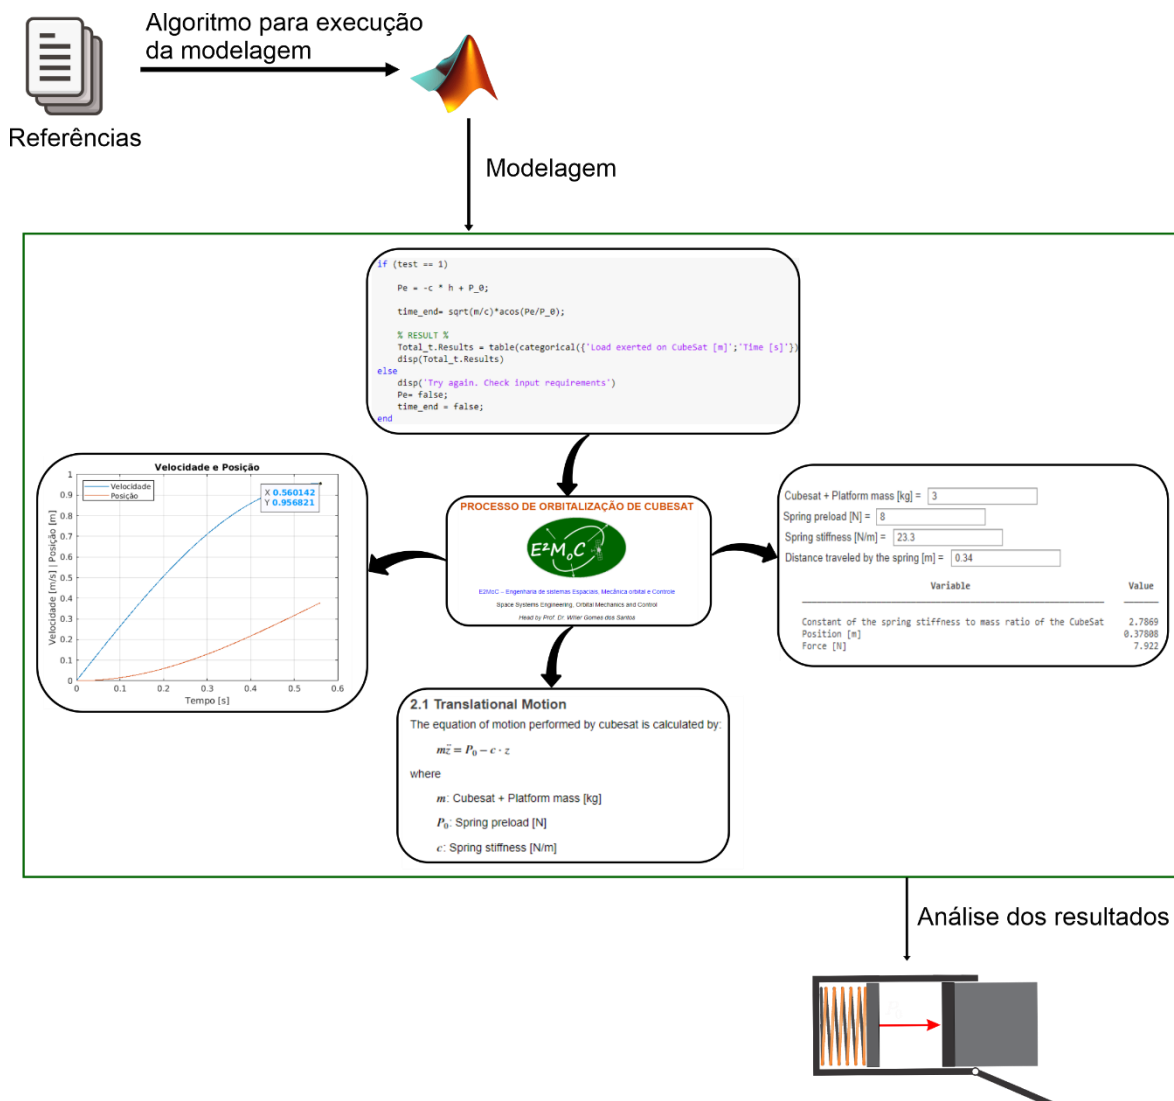 Algoritmo para execução
da modelagem
Referências
Modelagem
if (test == 1)
Pe = -c * h + P_0;
time_end= sqrt(m/c)*acos(Pe/P_0);
% RESULT %
Total_t.Results = table(categorical({'Load exerted on CubeSat [m]';'Time [s]'})
disp(Total_t.Results)
else
disp('Try again. Check input requirements')
Pe= false;
time_end = false;
end
Velocidade e Posição
Velocidade [m/s] | Posição [m]
1
0.9
0.8
0.7
0.6
0.5
0.4
0.3
0.2
0.1
0
Velocidade
Posição
X 0.560142
Y 0.956821
0 0.1 0.2 0.3 0.4 0.5 0.6
Tempo [s]
PROCESSO DE ORBITALIZAÇÃO DE CUBESAT
E²MoC
E2MsC – Engenharia de sistemas Espaciais, Mecânica orbital e Controle
Space Systems Engineering, Orbital Mechanics and Control
Head by Prof. Dr. Willer Gomes dos Santos
Cubesat + Platform mass [kg] = 3
Spring preload [N] = 8
Spring stiffness [N/m] = 23.3
Distance traveled by the spring [m] = 0.34
Variable Value
Constant of the spring stiffness to mass ratio of the CubeSat 2.7869
Position [m] 0.37808
Force [N] 7.922
2.1 Translational Motion
The equation of motion performed by cubesat is calculated by:
mz̈ = P₀ − c · z
where
m: Cubesat + Platform mass [kg]
P₀: Spring preload [N]
c: Spring stiffness [N/m]
Análise dos resultados